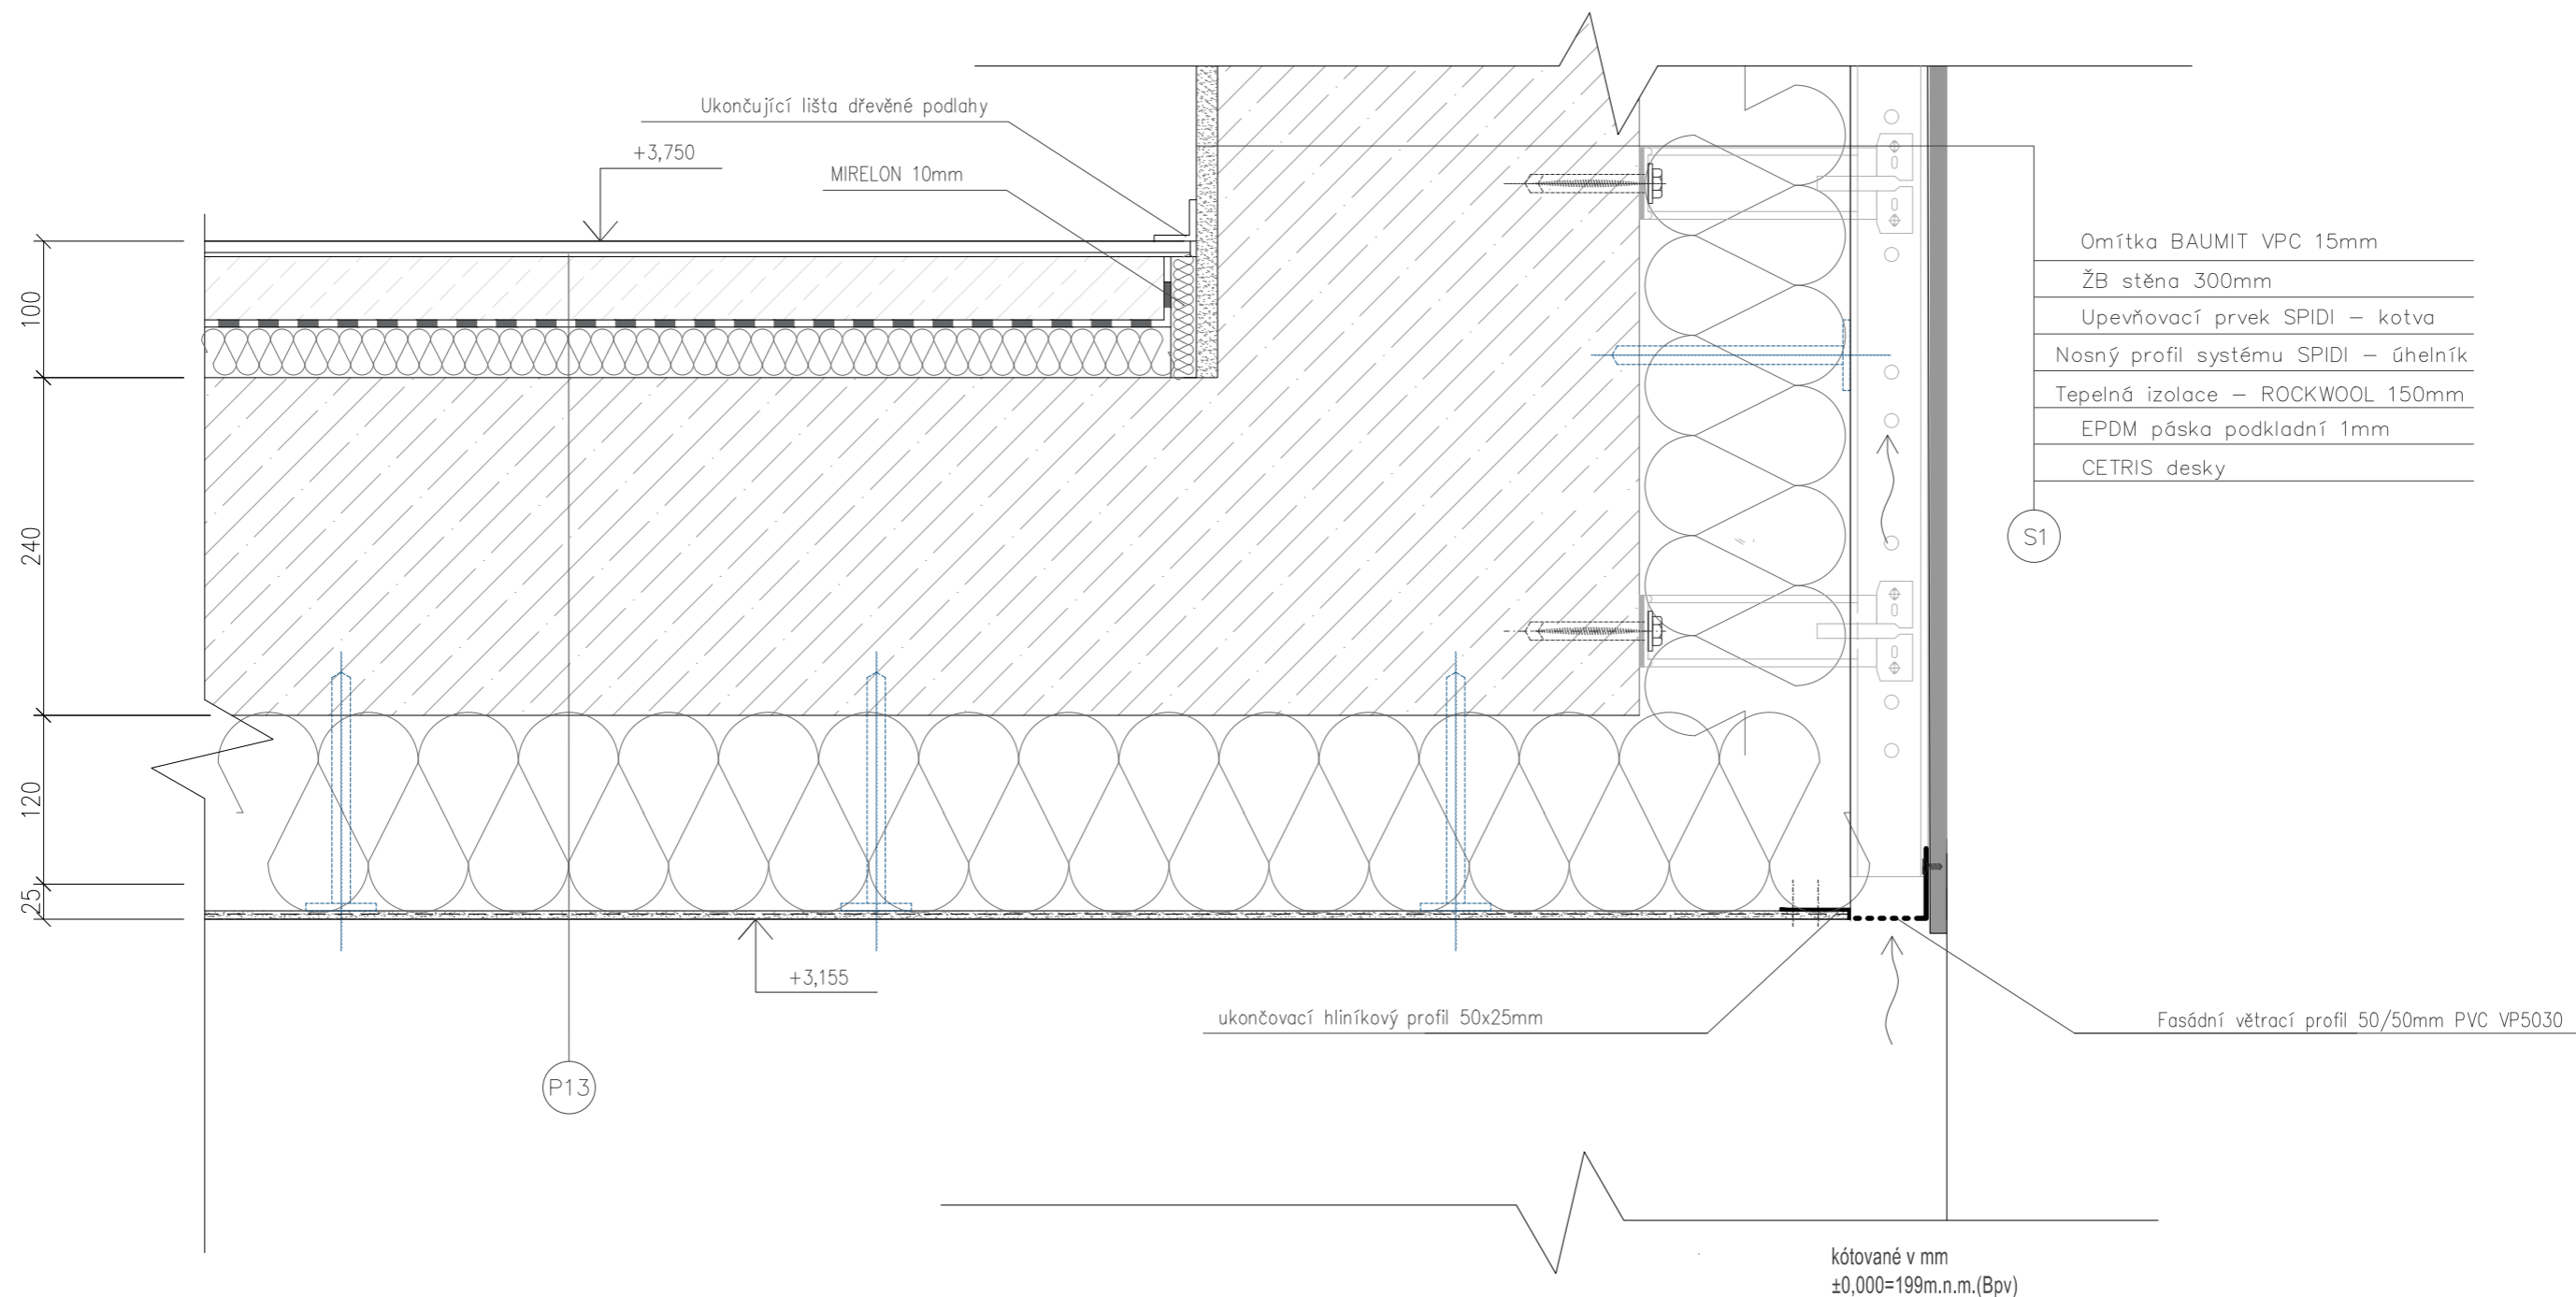 Ukončující lišta dřevěné podlahy
+3,750
MIRELON 10mm
100
240
120
25
Omítka BAUMIT VPC 15mm
ŽB stěna 300mm
Upevňovací prvek SPIDI – kotva
Nosný profil systému SPIDI – úhelník
Tepelná izolace – ROCKWOOL 150mm
EPDM páska podkladní 1mm
CETRIS desky
S1
+3,155
ukončovací hliníkový profil 50x25mm
Fasádní větrací profil 50/50mm PVC VP5030
P13
kótované v mm
±0,000=199m.n.m.(Bpv)